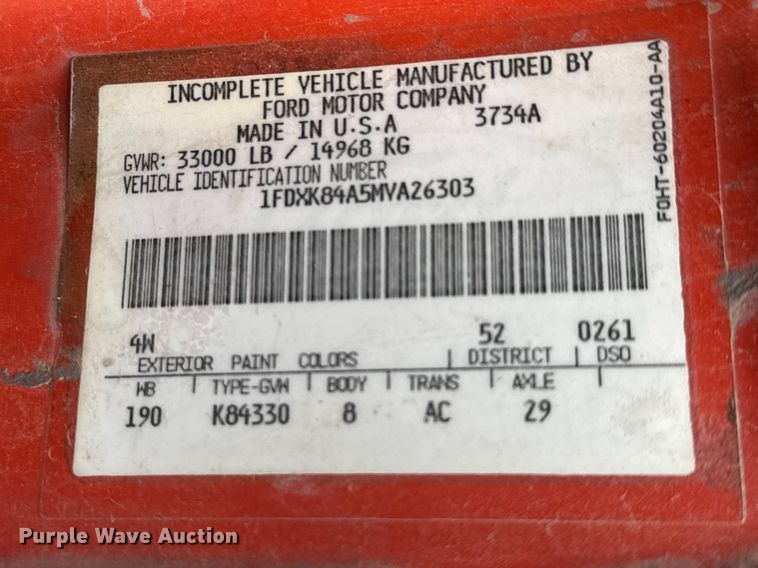 INCOMPLETE VEHICLE MANUFACTURED BY
FORD MOTOR COMPANY
MADE IN U.S.A 3734A
GVWR: 33000 LB / 14968 KG
VEHICLE IDENTIFICATION NUMBER
1FDXK84A5MVA26303
F0HT-60204A10-AA
4W 52 0261
EXTERIOR PAINT COLORS | DISTRICT | DSO
WB | TYPE-GVW | BODY | TRANS | AXLE |
190 K84330 8 AC 29
Purple Wave Auction